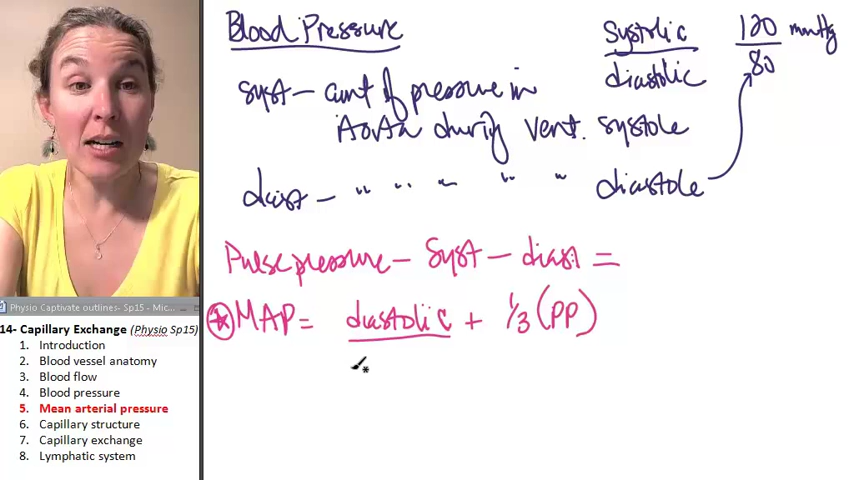 Blood Pressure
Systolic 120 mmHg
diastolic 80
Syst - amt of pressure in
Aorta during vent. systole
diast - " " " " " diastole
Pulse pressure - Syst - diast =
MAP = diastolic + 1/3 (PP)
Physio Captivate outlines- Sp15 - Mic...
14- Capillary Exchange (Physio Sp15)
1. Introduction
2. Blood vessel anatomy
3. Blood flow
4. Blood pressure
5. Mean arterial pressure
6. Capillary structure
7. Capillary exchange
8. Lymphatic system